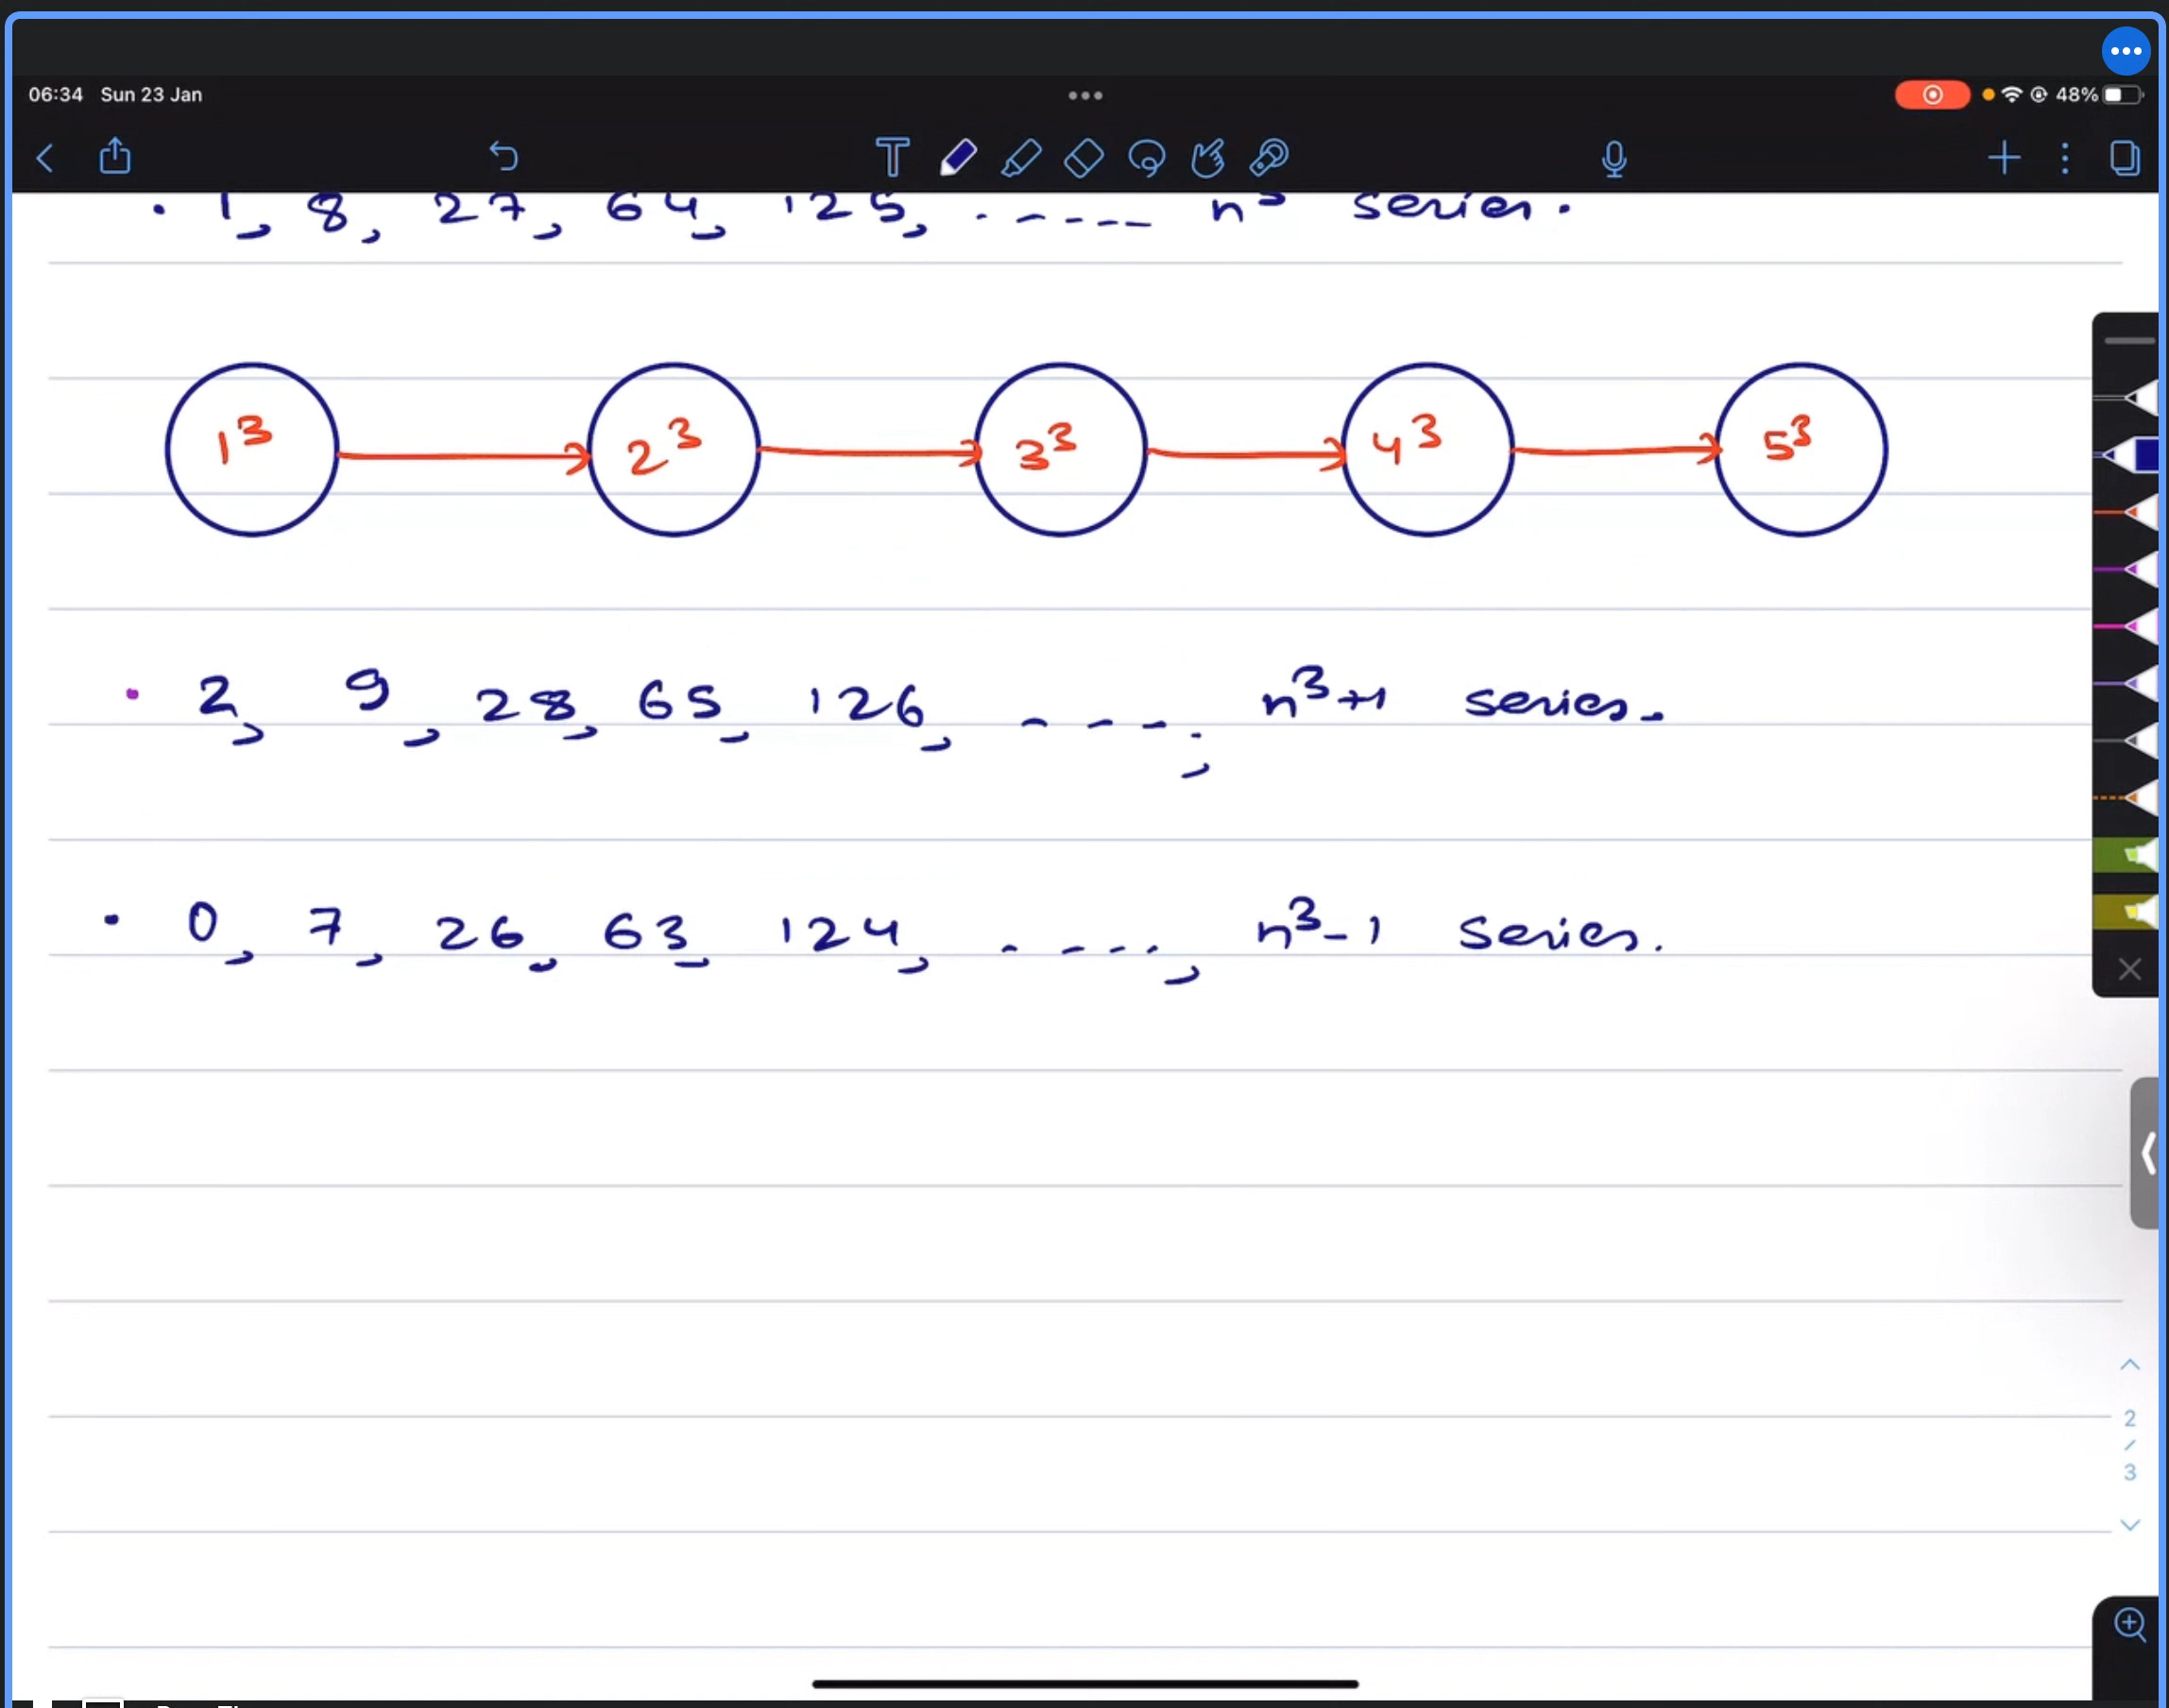 06:34 Sun 23 Jan
48%
T
• 1, 8, 27, 64, 125, ----- n³ series.
1³ → 2³ → 3³ → 4³ → 5³
• 2, 9, 28, 65, 126, ----, n³+1 series.
• 0, 7, 26, 63, 124, ----, n³-1 series.
2
/
3